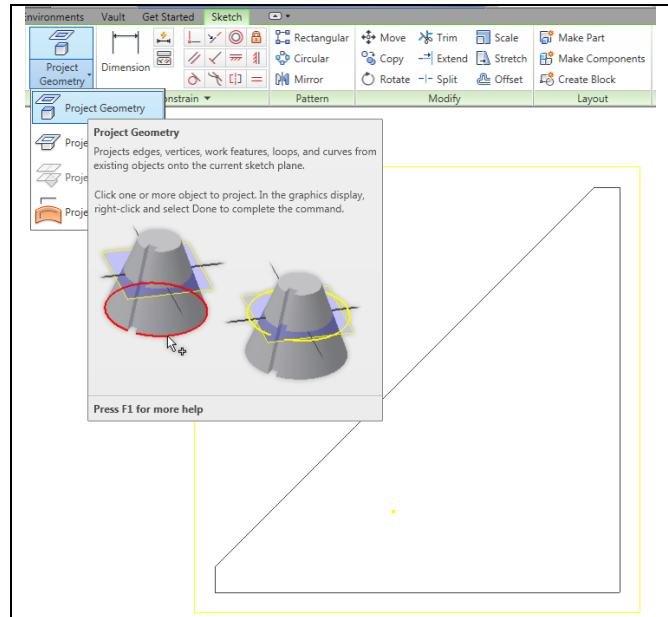 nvironments Vault Get Started Sketch
Project Geometry
Dimension
Rectangular
Circular
Mirror
Move Trim Scale
Copy Extend Stretch
Rotate Split Offset
Make Part
Make Components
Create Block
onstrain Pattern Modify Layout
Project Geometry
Proje
Proje
Proje
Project Geometry
Projects edges, vertices, work features, loops, and curves from
existing objects onto the current sketch plane.
Click one or more object to project. In the graphics display,
right-click and select Done to complete the command.
Press F1 for more help